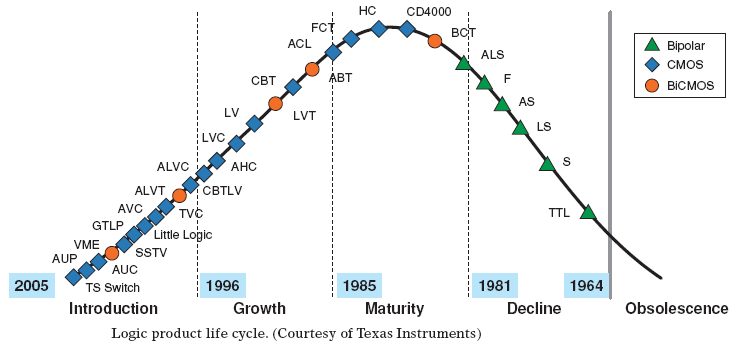 HC
CD4000
FCT
BCT
ACL
ALS
Bipolar
CMOS
BiCMOS
CBT
ABT
F
AS
LV
LVT
LS
LVC
S
ALVC
AHC
ALVT
CBTLV
AVC
TVC
TTL
GTLP
Little Logic
VME
SSTV
AUP
AUC
TS Switch
2005
1996
1985
1981
1964
Introduction
Growth
Maturity
Decline
Obsolescence
Logic product life cycle. (Courtesy of Texas Instruments)